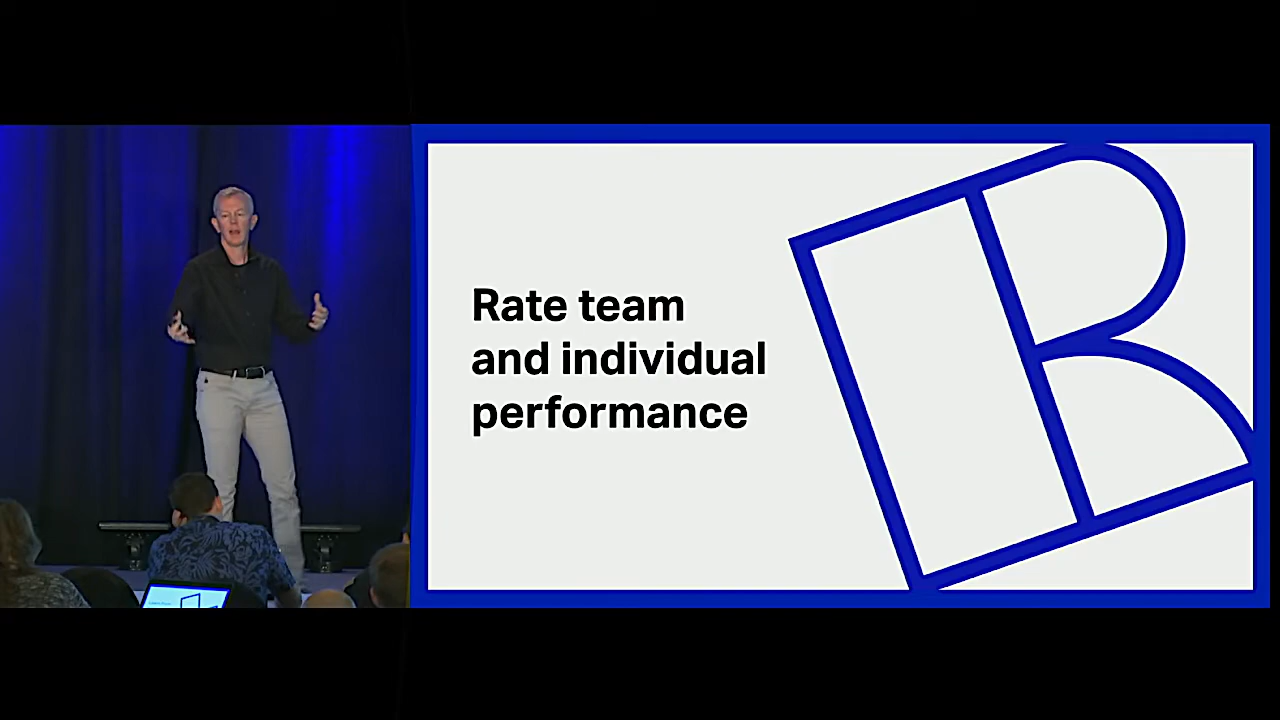 Rate team
and individual
performance